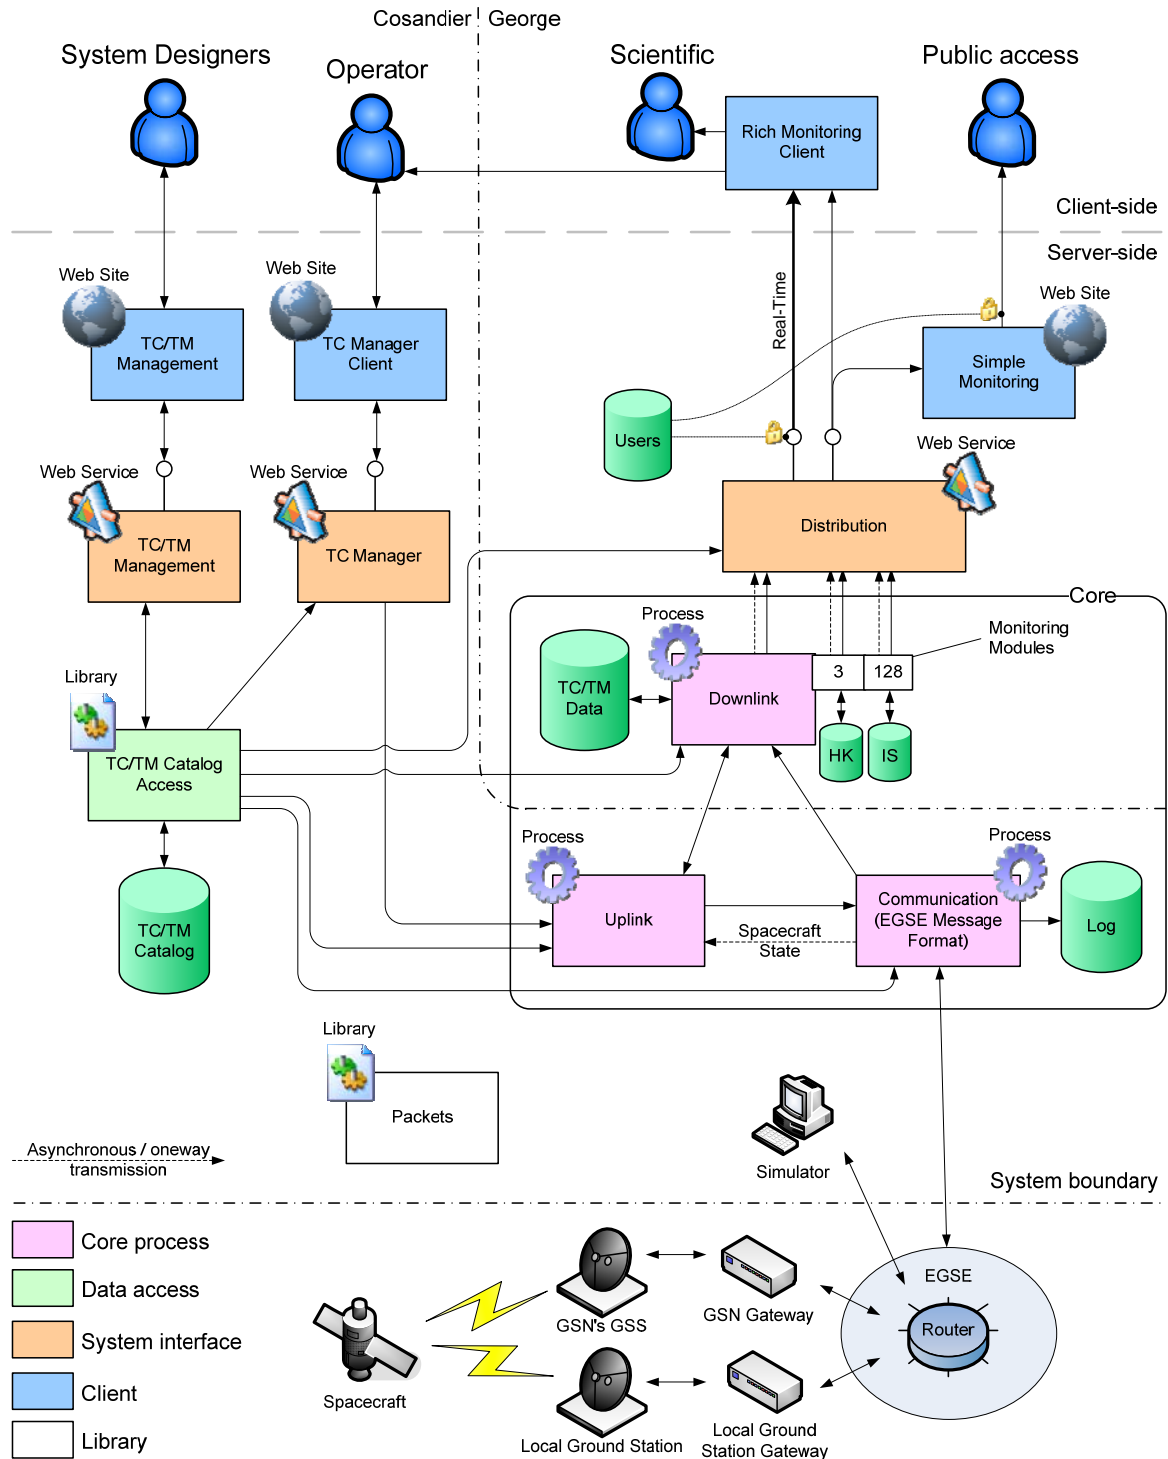 Cosandier
George
System Designers
Operator
Scientific
Public access
Rich Monitoring
Client
Client-side
Server-side
Web Site
Web Site
Web Site
TC/TM
Management
TC Manager
Client
Real-Time
Simple
Monitoring
Users
Web Service
Web Service
Web Service
TC/TM
Management
TC Manager
Distribution
Core
Process
Monitoring
Modules
Library
TC/TM
Data
Downlink
3
128
HK
IS
TC/TM Catalog
Access
Process
Process
TC/TM
Catalog
Uplink
Spacecraft
State
Communication
(EGSE Message
Format)
Log
Library
Packets
Asynchronous / oneway
transmission
Simulator
System boundary
Core process
Data access
System interface
Client
Library
Spacecraft
GSN's GSS
GSN Gateway
EGSE
Router
Local Ground Station
Local Ground
Station Gateway